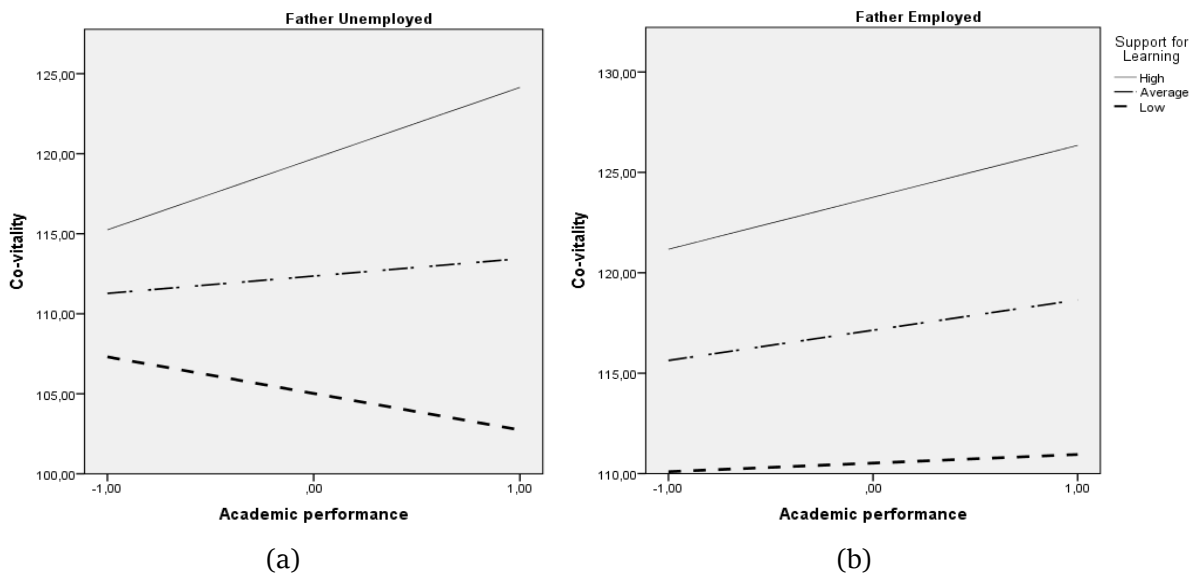 Father Unemployed
125,00
120,00
115,00
110,00
105,00
100,00
Co-vitality
-1,00
,00
1,00
Academic performance
(a)
Father Employed
130,00
125,00
120,00
115,00
110,00
Co-vitality
-1,00
,00
1,00
Academic performance
(b)
Support for
Learning
High
Average
Low